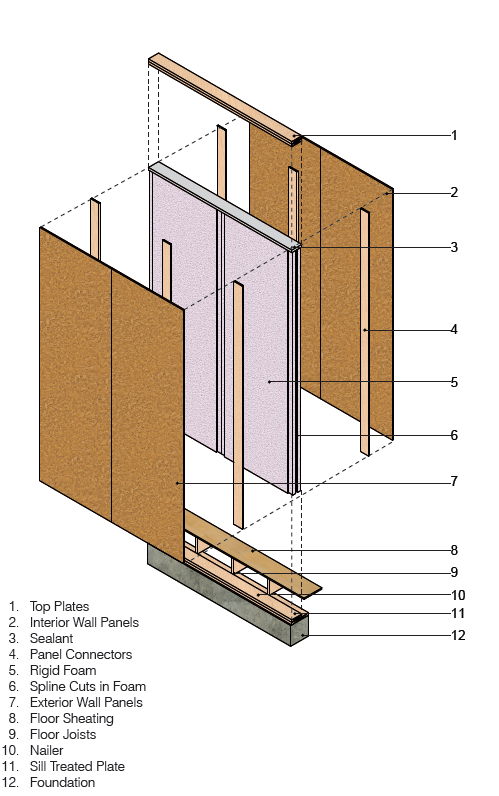 1
2
3
4
5
6
7
8
9
10
11
12
1. Top Plates
2. Interior Wall Panels
3. Sealant
4. Panel Connectors
5. Rigid Foam
6. Spline Cuts in Foam
7. Exterior Wall Panels
8. Floor Sheating
9. Floor Joists
10. Nailer
11. Sill Treated Plate
12. Foundation